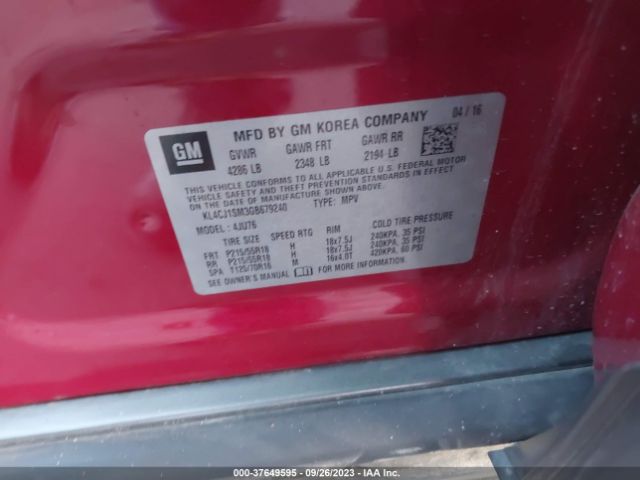 GM
MFD BY GM KOREA COMPANY 04 / 16
GVWR GAWR FRT GAWR RR
4286 LB 2348 LB 2194 LB
THIS VEHICLE CONFORMS TO ALL APPLICABLE U.S. FEDERAL MOTOR
VEHICLE SAFETY AND THEFT PREVENTION STANDARDS IN EFFECT
ON THE DATE OF MANUFACTURE SHOWN ABOVE.
KL4CJ1SM3GB679240 TYPE: MPV
MODEL: 4JU76
TIRE SIZE SPEED RTG RIM COLD TIRE PRESSURE
FRT P215/55R18 H 18x7.5J 240KPA, 35 PSI
RR P215/55R18 H 18x7.5J 240KPA, 35 PSI
SPA T125/70R16 M 16x4.0T 420KPA, 60 PSI
SEE OWNER'S MANUAL FOR MORE INFORMATION.
000-37649595 - 09/26/2023 - Copyright IAA, Inc. All